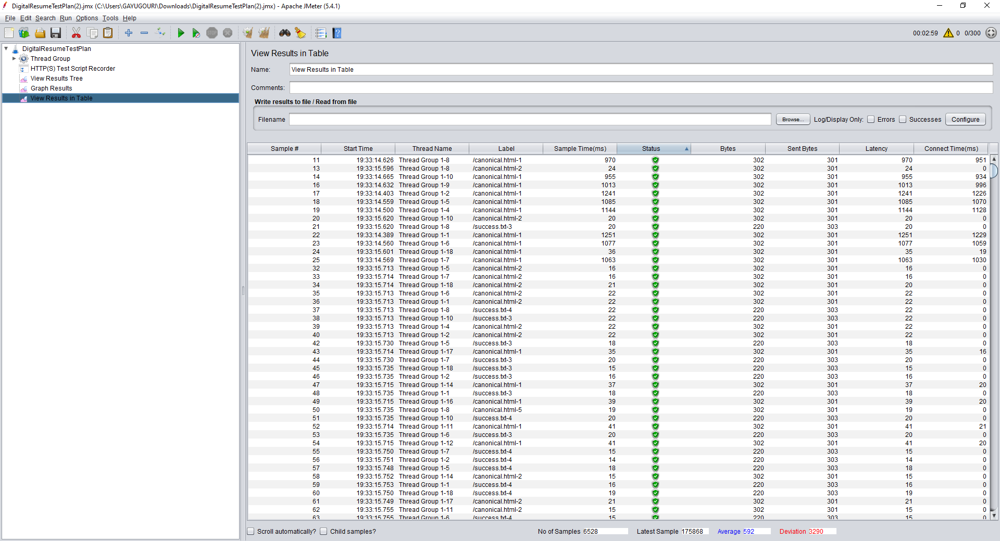 DigitalResumeTestPlan(2).jmx (C:\Users\GAYUGOURI\Downloads\DigitalResumeTestPlan(2).jmx) - Apache JMeter (5.4.1)
File Edit Search Run Options Tools Help
STOP 00:02:59 0 0/300
DigitalResumeTestPlan
Thread Group
HTTP(S) Test Script Recorder
View Results Tree
Graph Results
View Results in Table
View Results in Table
Name: View Results in Table
Comments:
Write results to file / Read from file
Filename Browse... Log/Display Only: Errors Successes Configure
Sample # Start Time Thread Name Label Sample Time(ms) Status Bytes Sent Bytes Latency Connect Time(ms)
11 19:33:14.626 Thread Group 1-8 /canonical.html-1 970 302 301 970 951
13 19:33:15.596 Thread Group 1-8 /canonical.html-2 24 302 301 24 0
14 19:33:14.665 Thread Group 1-10 /canonical.html-1 955 302 301 955 934
16 19:33:14.632 Thread Group 1-9 /canonical.html-1 1013 302 301 1013 996
17 19:33:14.403 Thread Group 1-2 /canonical.html-1 1241 302 301 1241 1226
18 19:33:14.559 Thread Group 1-5 /canonical.html-1 1085 302 301 1085 1070
19 19:33:14.500 Thread Group 1-4 /canonical.html-1 1144 302 301 1144 1128
20 19:33:15.620 Thread Group 1-10 /canonical.html-2 20 302 301 20 0
21 19:33:15.620 Thread Group 1-8 /success.txt-3 20 220 303 20 0
22 19:33:14.389 Thread Group 1-1 /canonical.html-1 1251 302 301 1251 1229
23 19:33:14.560 Thread Group 1-6 /canonical.html-1 1077 302 301 1077 1059
24 19:33:15.601 Thread Group 1-18 /canonical.html-1 36 302 301 35 19
25 19:33:14.569 Thread Group 1-7 /canonical.html-1 1063 302 301 1063 1030
32 19:33:15.713 Thread Group 1-5 /canonical.html-2 16 302 301 16 0
33 19:33:15.714 Thread Group 1-7 /canonical.html-2 16 302 301 16 0
34 19:33:15.714 Thread Group 1-18 /canonical.html-2 21 302 301 20 0
35 19:33:15.713 Thread Group 1-6 /canonical.html-2 22 302 301 22 0
36 19:33:15.713 Thread Group 1-1 /canonical.html-2 22 302 301 22 0
37 19:33:15.713 Thread Group 1-8 /success.txt-4 22 220 303 22 0
38 19:33:15.713 Thread Group 1-10 /success.txt-3 22 220 303 22 0
39 19:33:15.713 Thread Group 1-4 /canonical.html-2 22 302 301 22 0
40 19:33:15.713 Thread Group 1-2 /canonical.html-2 22 302 301 22 0
42 19:33:15.730 Thread Group 1-5 /success.txt-3 18 220 303 18 0
43 19:33:15.714 Thread Group 1-17 /canonical.html-1 35 302 301 35 16
44 19:33:15.730 Thread Group 1-7 /success.txt-3 20 220 303 20 0
45 19:33:15.735 Thread Group 1-18 /success.txt-3 15 220 303 15 0
46 19:33:15.735 Thread Group 1-2 /success.txt-3 16 220 303 16 0
47 19:33:15.715 Thread Group 1-14 /canonical.html-1 37 302 301 37 20
48 19:33:15.735 Thread Group 1-1 /success.txt-3 18 220 303 18 0
49 19:33:15.715 Thread Group 1-16 /canonical.html-1 39 302 301 39 20
50 19:33:15.735 Thread Group 1-8 /canonical.html-5 19 302 301 19 0
51 19:33:15.735 Thread Group 1-10 /success.txt-4 20 220 303 20 0
52 19:33:15.714 Thread Group 1-11 /canonical.html-1 41 302 301 41 21
53 19:33:15.735 Thread Group 1-6 /success.txt-3 20 220 303 20 0
54 19:33:15.715 Thread Group 1-12 /canonical.html-1 41 302 301 41 20
55 19:33:15.750 Thread Group 1-7 /success.txt-4 15 220 303 15 0
56 19:33:15.751 Thread Group 1-2 /success.txt-4 14 220 303 14 0
57 19:33:15.748 Thread Group 1-5 /success.txt-4 18 220 303 18 0
58 19:33:15.752 Thread Group 1-14 /canonical.html-2 15 302 301 15 0
59 19:33:15.753 Thread Group 1-1 /success.txt-4 16 220 303 16 0
60 19:33:15.750 Thread Group 1-18 /success.txt-4 19 220 303 19 0
61 19:33:15.749 Thread Group 1-17 /canonical.html-2 21 302 301 21 0
62 19:33:15.755 Thread Group 1-11 /canonical.html-2 15 302 301 15 0
63 19:33:15.755 Thread Group 1-6 /success.txt-4 15 220 303 15 0
Scroll automatically? Child samples? No of Samples 6528 Latest Sample 175868 Average 592 Deviation 3290